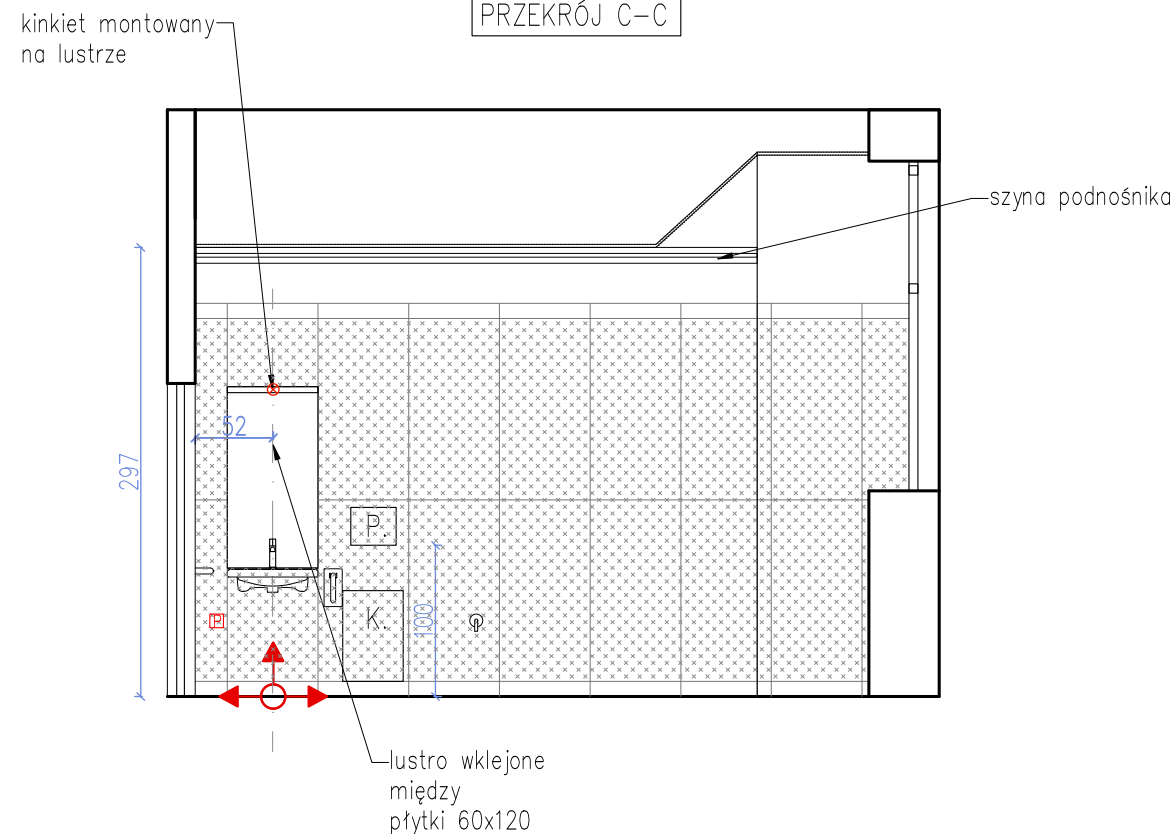 PRZEKRÓJ C-C
kinkiet montowany
na lustrze
szyna podnośnika
52
297
P.
K.
100
P
lustro wklejone
między
płytki 60x120